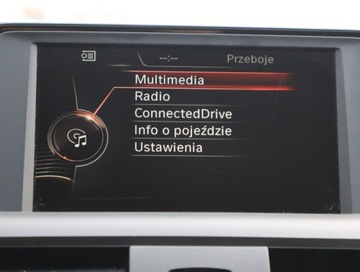 --:-- Przeboje
Multimedia
Radio
ConnectedDrive
Info o pojeździe
Ustawienia